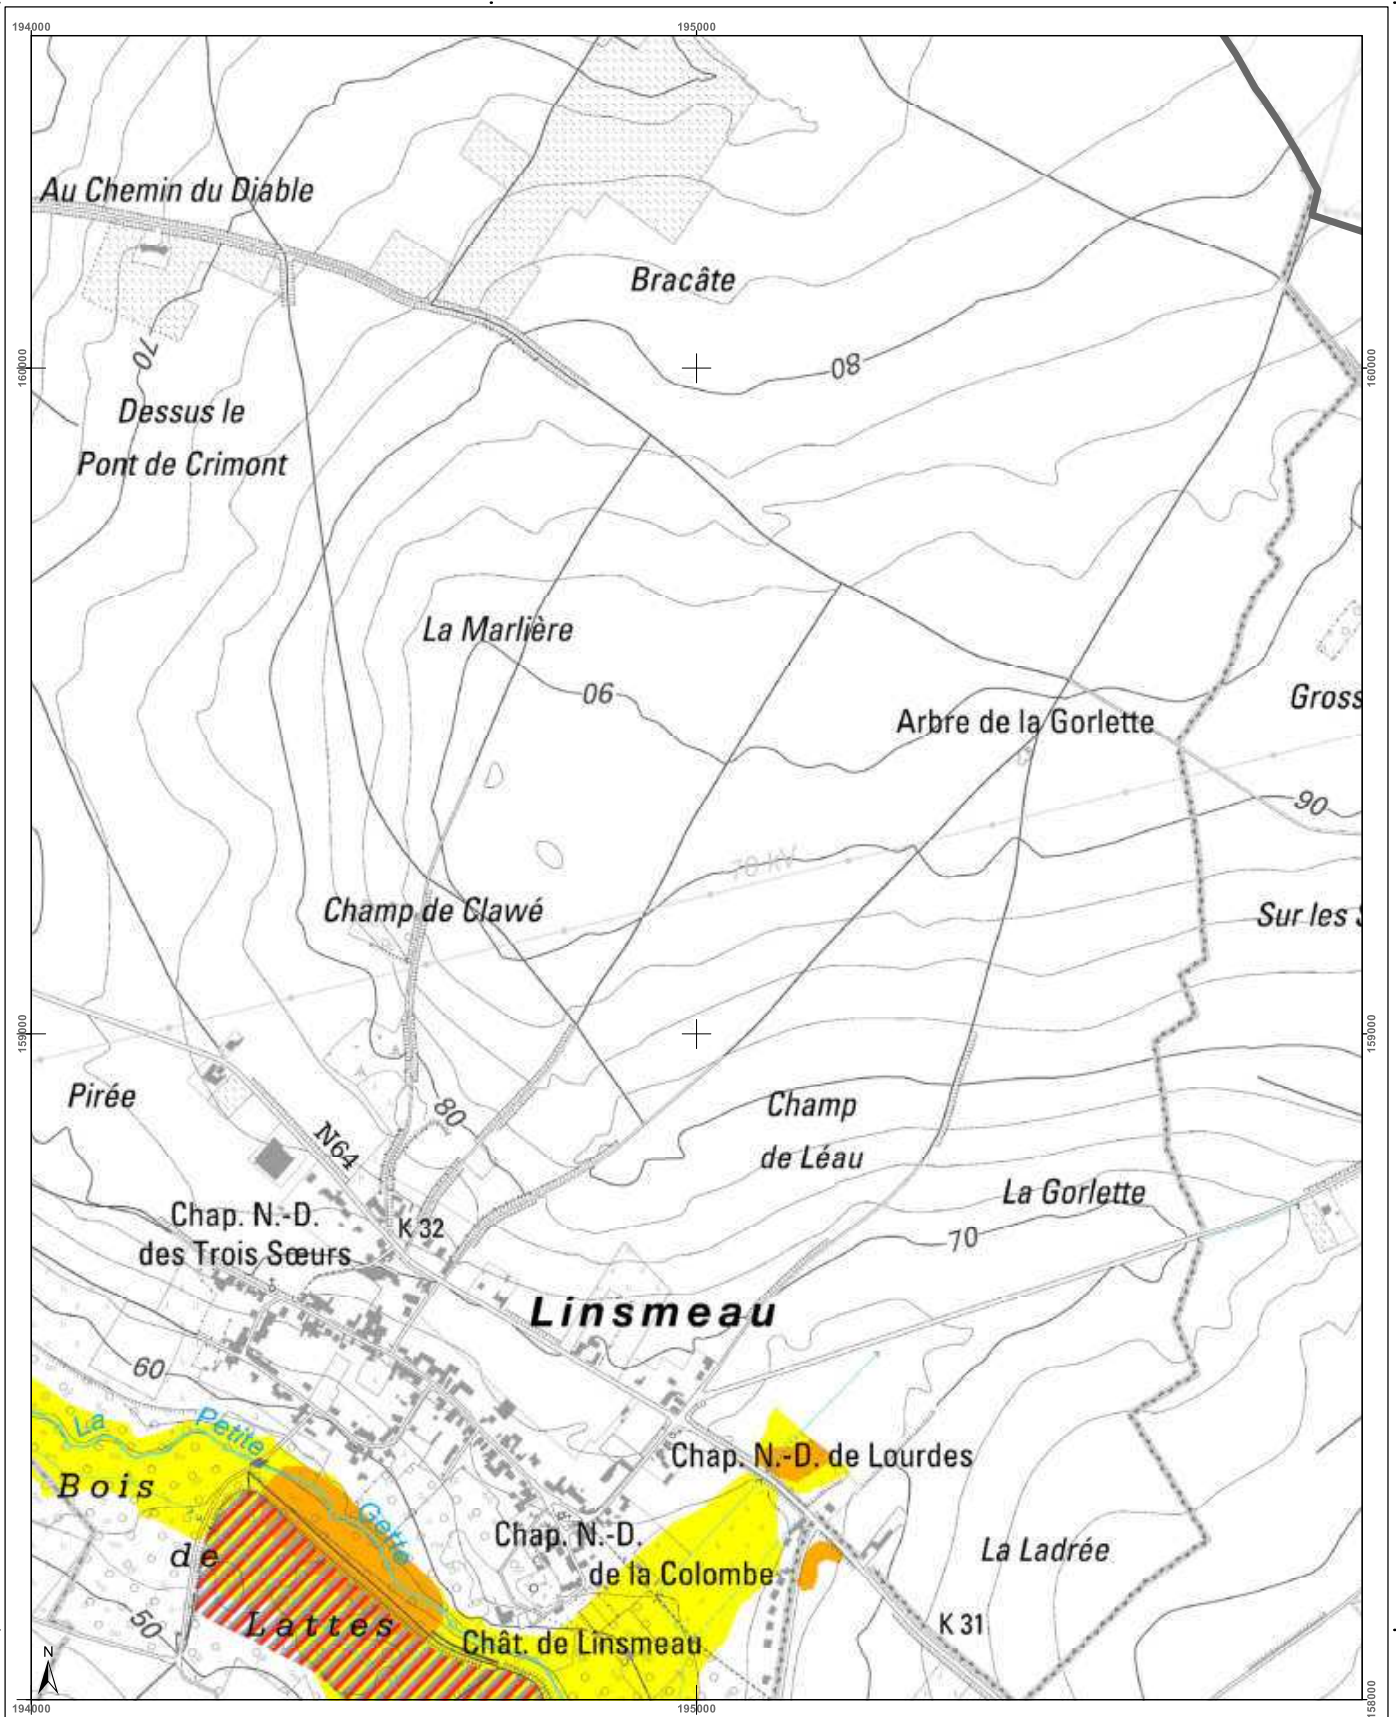 194000
195000
Au Chemin du Diable
Bracâte
160000
160000
70
80
Dessus le
Pont de Crimont
La Marlière
90
Gross
Arbre de la Gorlette
90
70 kV
Champ de Clawé
Sur les S
159000
159000
Pirée
80
Champ
de Léau
N64
La Gorlette
Chap. N.-D.
des Trois Sœurs
K 32
70
Linsmeau
60
La Petite Gette
Chap. N.-D. de Lourdes
Bois
de
Lattes
Chap. N.-D.
de la Colombe
La Ladrée
50
K 31
Chât. de Linsmeau
N
194000
195000
158000